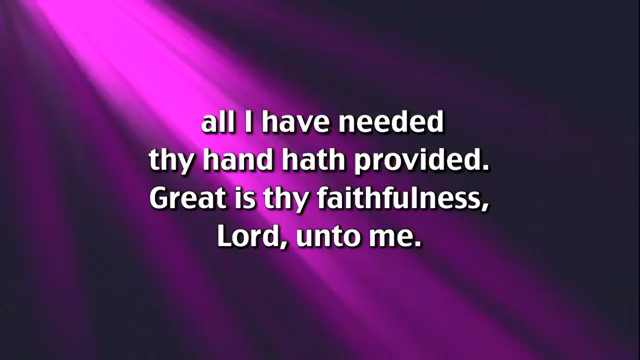 all I have needed
thy hand hath provided.
Great is thy faithfulness,
Lord, unto me.